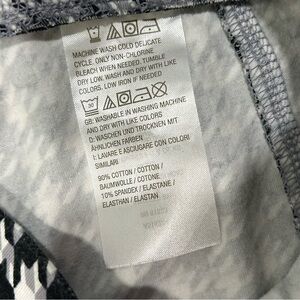 MACHINE WASH COLD DELICATE
CYCLE. ONLY NON-CHLORINE
BLEACH WHEN NEEDED. TUMBLE
DRY LOW. WASH AND DRY WITH LIKE
COLORS. LOW IRON IF NEEDED
30
GB: WASHABLE IN WASHING MACHINE
AND DRY WITH LIKE COLORS
D: WASCHEN UND TROCKNEN MIT
ÄHNLICHEN FARBEN
I: LAVARE E ASCIUGARE CON COLORI
SIMILARI
90% COTTON / COTTON /
BAUMWOLLE / COTONE
10% SPANDEX / ELASTANE /
ELASTHAN / ELASTAN